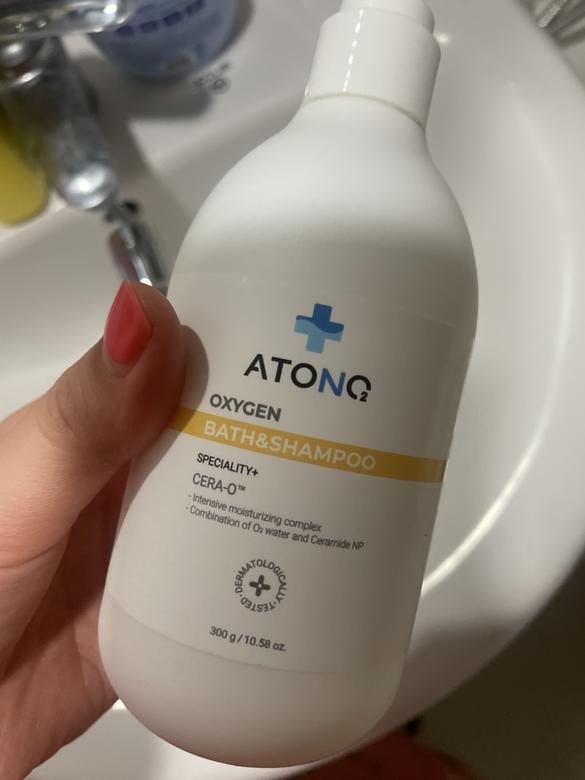 ATONO₂
OXYGEN
BATH&SHAMPOO
SPECIALITY+
CERA-O™
- Intensive moisturizing complex
- Combination of O₂ water and Ceramide NP
DERMATOLOGICALLY·TESTED·
300 g / 10.58 oz.